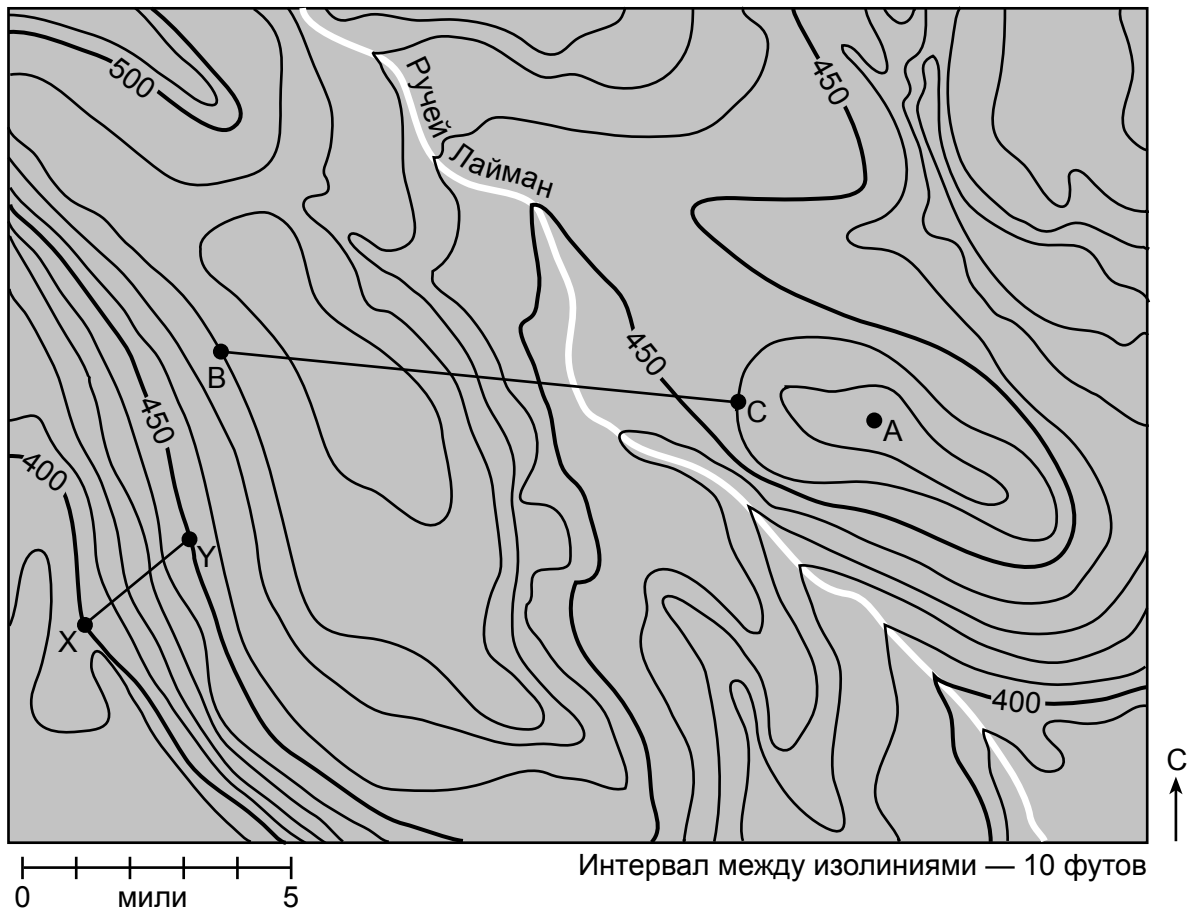 500
Ручей
Лайман
450
450
B
C
A
450
400
Y
X
400
С
0 мили 5
Интервал между изолиниями — 10 футов